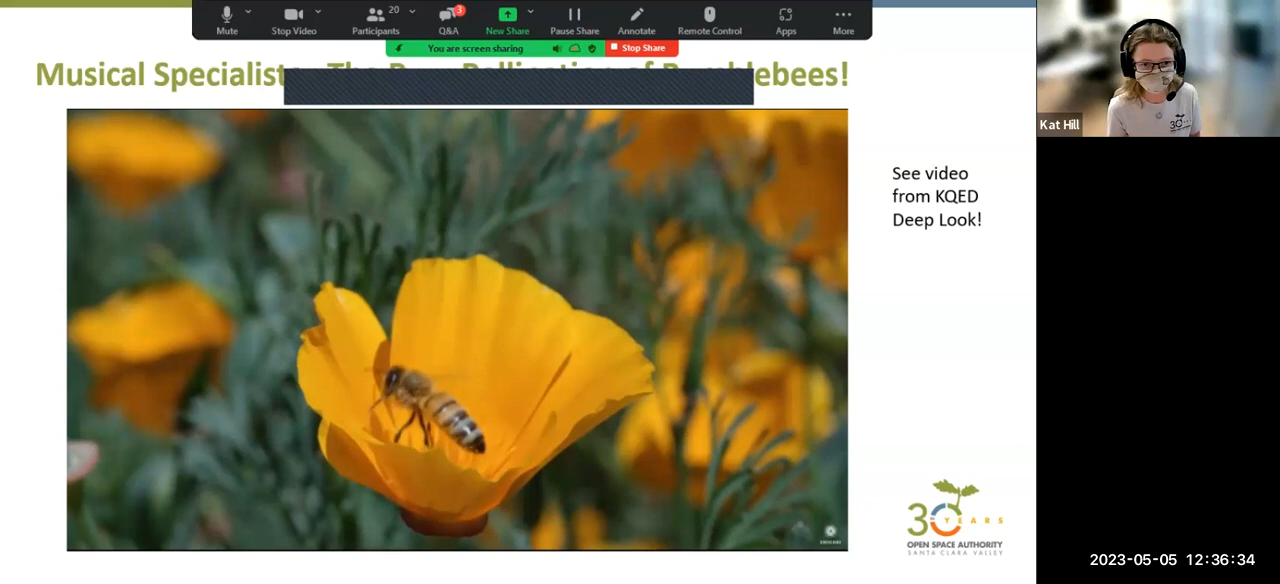 20
3
Mute
Stop Video
Participants
Q&A
New Share
Pause Share
Annotate
Remote Control
Apps
More
You are screen sharing
Stop Share
Musical Specialists
ebees!
Kat Hill
See video
from KQED
Deep Look!
30 YEARS
OPEN SPACE AUTHORITY
SANTA CLARA VALLEY
2023-05-05 12:36:34